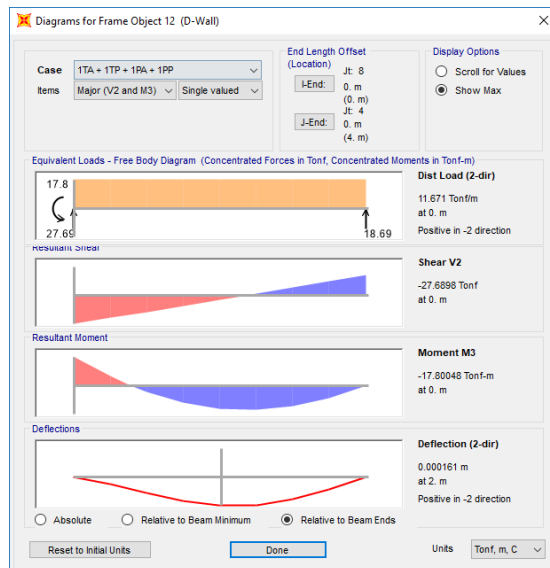 Diagrams for Frame Object 12 (D-Wall)
Case
1TA + 1TP + 1PA + 1PP
Items
Major (V2 and M3)
Single valued
End Length Offset
(Location)
I-End:
Jt: 8
0. m
(0. m)
J-End:
Jt: 4
0. m
(4. m)
Display Options
Scroll for Values
Show Max
Equivalent Loads - Free Body Diagram (Concentrated Forces in Tonf, Concentrated Moments in Tonf-m)
17.8
27.69
18.69
Dist Load (2-dir)
11.671 Tonf/m
at 0. m
Positive in -2 direction
Resultant Shear
Shear V2
-27.6898 Tonf
at 0. m
Resultant Moment
Moment M3
-17.80048 Tonf-m
at 0. m
Deflections
Deflection (2-dir)
0.000161 m
at 2. m
Positive in -2 direction
Absolute
Relative to Beam Minimum
Relative to Beam Ends
Reset to Initial Units
Done
Units
Tonf, m, C